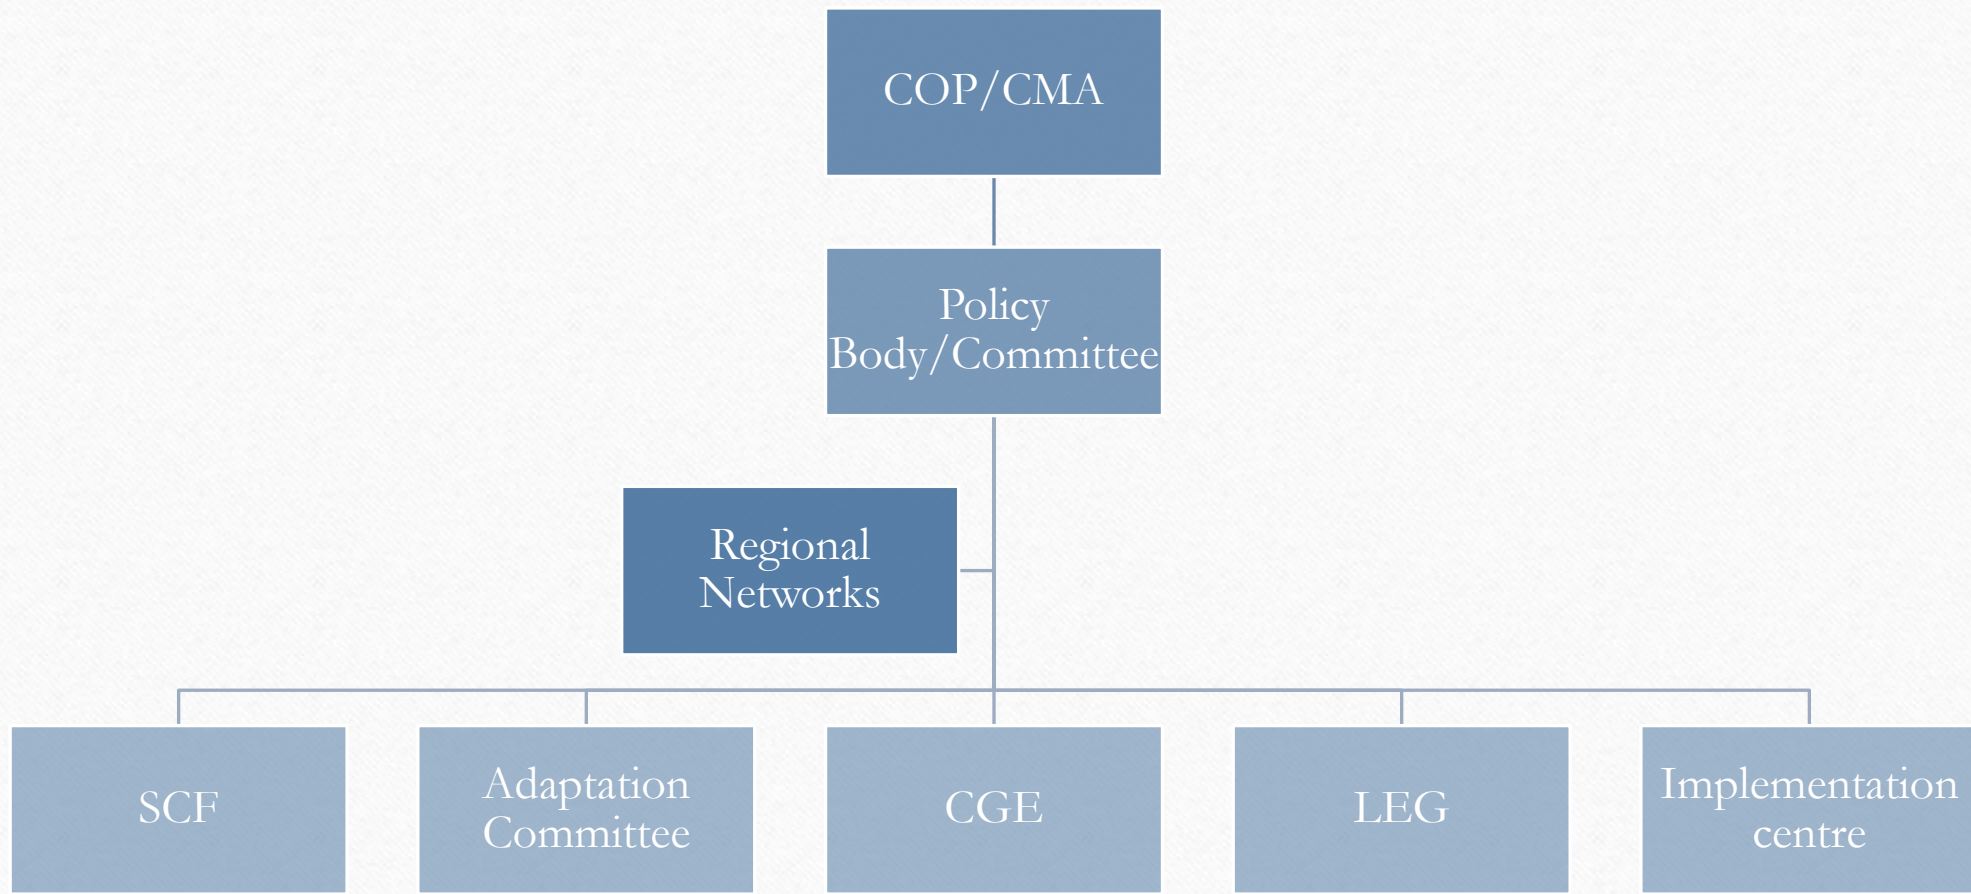 COP/CMA
Policy
Body/Committee
Regional
Networks
SCF
Adaptation
Committee
CGE
LEG
Implementation
centre